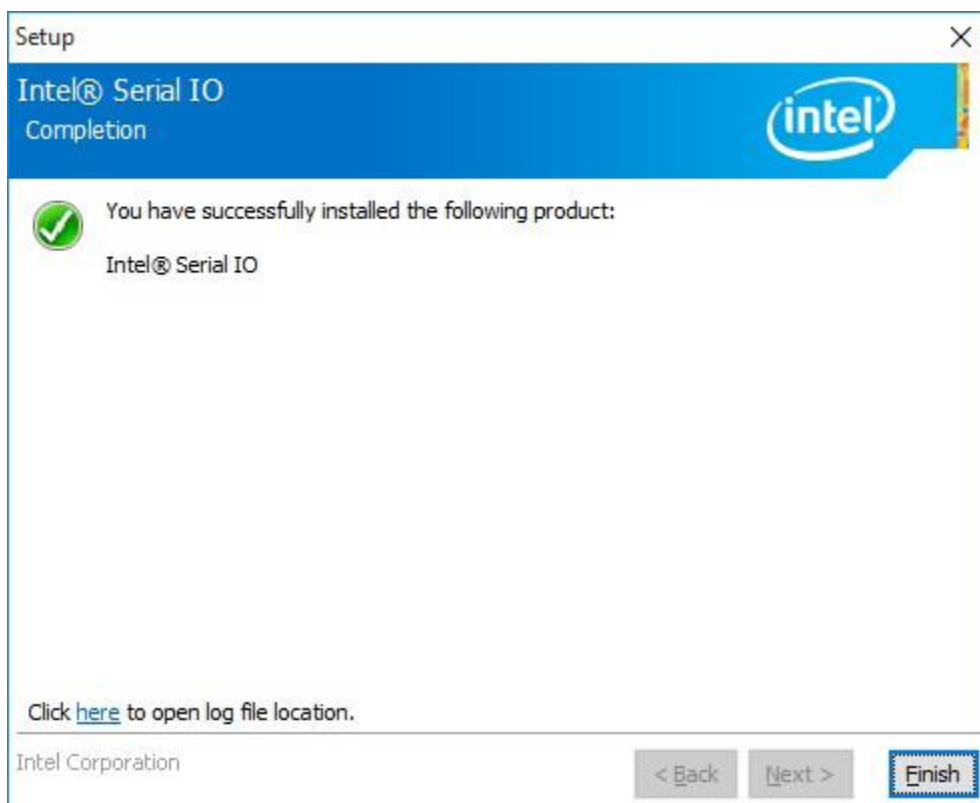 Setup
Intel® Serial IO
Completion
intel
You have successfully installed the following product:
Intel® Serial IO
Click here to open log file location.
Intel Corporation
< Back Next > Finish